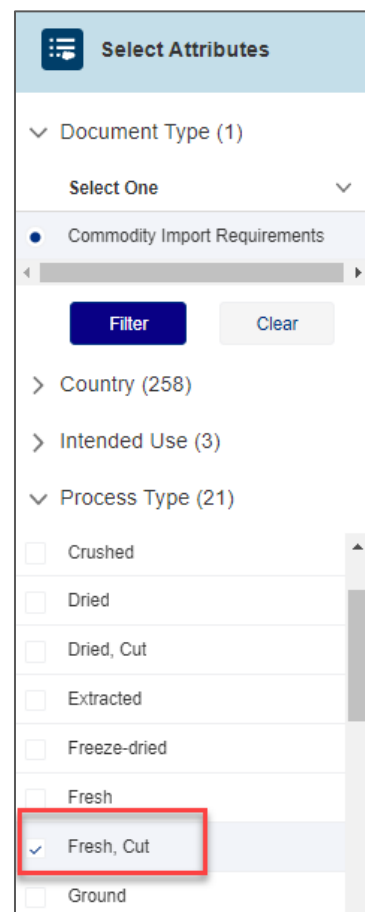 Select Attributes
Document Type (1)
Select One
Commodity Import Requirements
Filter Clear
Country (258)
Intended Use (3)
Process Type (21)
Crushed
Dried
Dried, Cut
Extracted
Freeze-dried
Fresh
Fresh, Cut
Ground